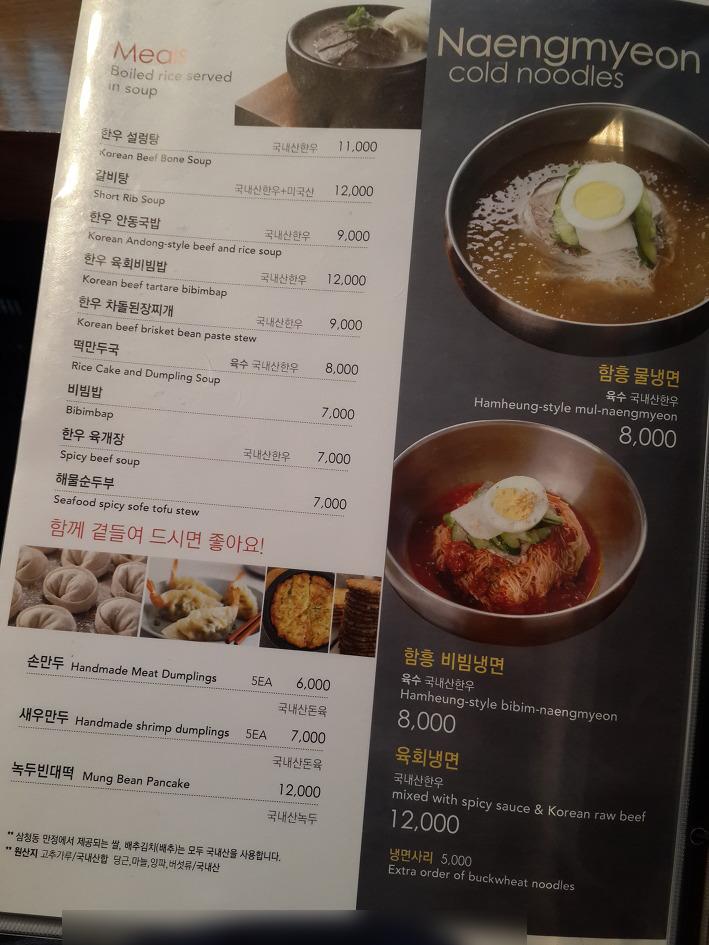 Meals
Boiled rice served
in soup
한우 설렁탕 국내산한우 11,000
Korean Beef Bone Soup
갈비탕 국내산한우+미국산 12,000
Short Rib Soup
한우 안동국밥 국내산한우 9,000
Korean Andong-style beef and rice soup
한우 육회비빔밥 국내산한우 12,000
Korean beef tartare bibimbap
한우 차돌된장찌개 국내산한우 9,000
Korean beef brisket bean paste stew
떡만두국 육수 국내산한우 8,000
Rice Cake and Dumpling Soup
비빔밥 7,000
Bibimbap
한우 육개장 국내산한우 7,000
Spicy beef soup
해물순두부 7,000
Seafood spicy sofe tofu stew
함께 곁들여 드시면 좋아요!
손만두 Handmade Meat Dumplings 5EA 6,000
국내산돈육
새우만두 Handmade shrimp dumplings 5EA 7,000
국내산돈육
녹두빈대떡 Mung Bean Pancake 12,000
국내산녹두
** 삼청동 만정에서 제공되는 쌀, 배추김치(배추)는 모두 국내산을 사용합니다.
** 원산지 고추가루/국내산합 당근,마늘,양파,버섯류/국내산
Naengmyeon
cold noodles
함흥 물냉면
육수 국내산한우
Hamheung-style mul-naengmyeon
8,000
함흥 비빔냉면
육수 국내산한우
Hamheung-style bibim-naengmyeon
8,000
육회냉면
국내산한우
mixed with spicy sauce & Korean raw beef
12,000
냉면사리 5,000
Extra order of buckwheat noodles